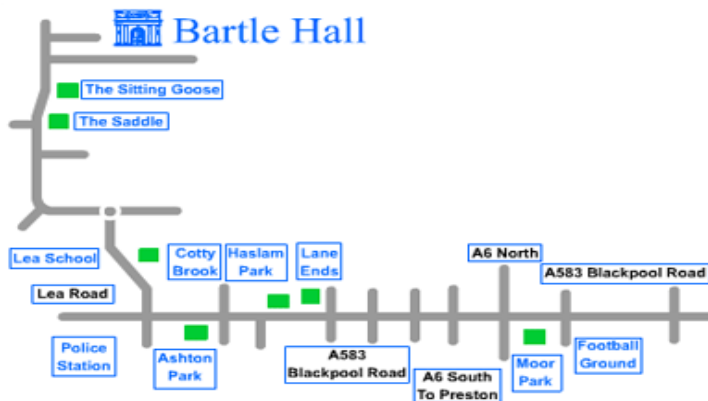 Bartle Hall
The Sitting Goose
The Saddle
Lea School
Cotty
Brook
Haslam
Park
Lane
Ends
A6 North
A583 Blackpool Road
Lea Road
Police
Station
Ashton
Park
A583
Blackpool Road
A6 South
To Preston
Moor
Park
Football
Ground